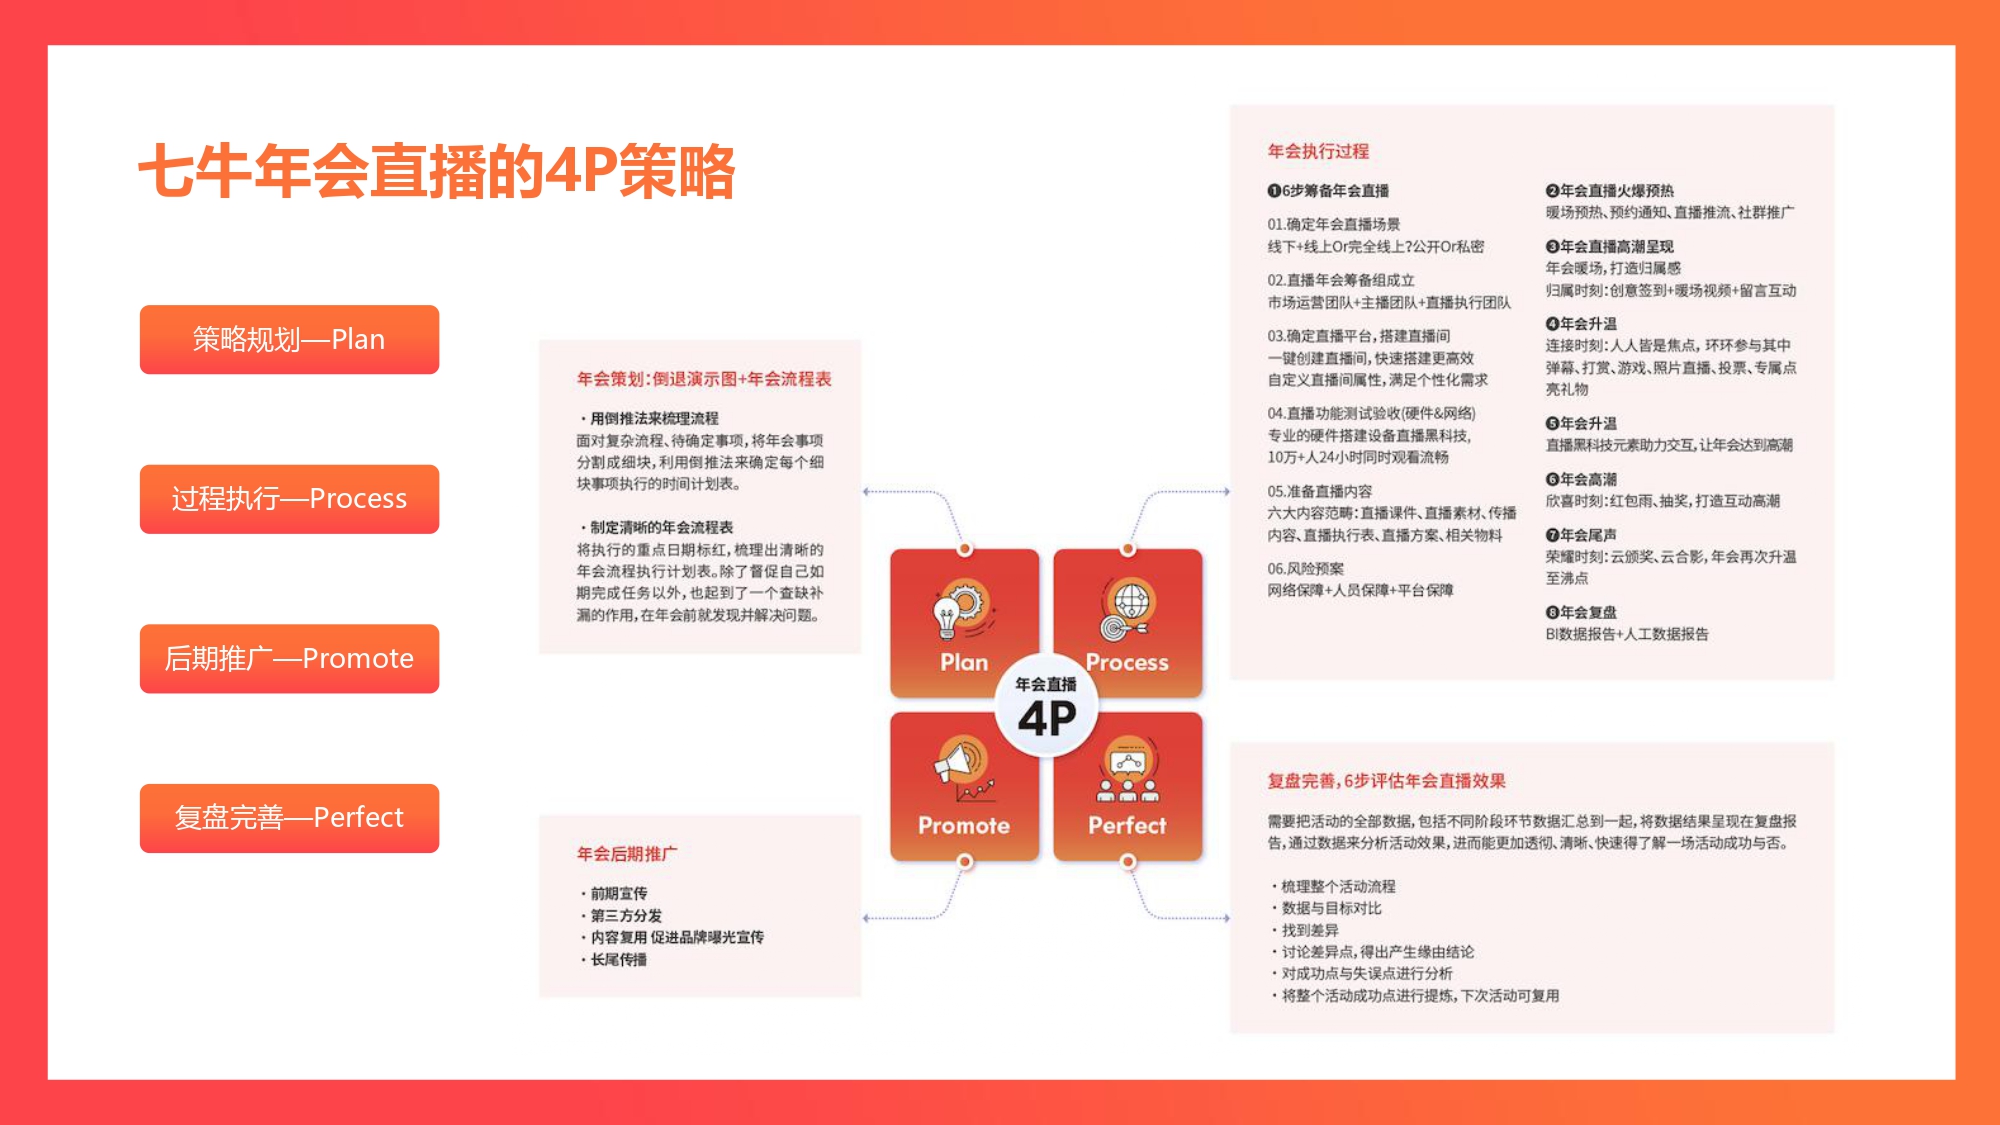 七牛年会直播的4P策略
策略规划—Plan
过程执行—Process
后期推广—Promote
复盘完善—Perfect
年会策划：倒退演示图+年会流程表
· 用倒推法来梳理流程
面对复杂流程、待确定事项，将年会事项
分割成细块，利用倒推法来确定每个细
块事项执行的时间计划表。
· 制定清晰的年会流程表
将执行的重点日期标红，梳理出清晰的
年会流程执行计划表。除了督促自己如
期完成任务以外，也起到了一个查缺补
漏的作用，在年会前就发现并解决问题。
年会后期推广
· 前期宣传
· 第三方分发
· 内容复用 促进品牌曝光宣传
· 长尾传播
Plan
Process
年会直播
4P
Promote
Perfect
年会执行过程
❶6步筹备年会直播
01.确定年会直播场景
线下+线上Or完全线上?公开Or私密
02.直播年会筹备组成立
市场运营团队+主播团队+直播执行团队
03.确定直播平台，搭建直播间
一键创建直播间，快速搭建更高效
自定义直播间属性，满足个性化需求
04.直播功能测试验收(硬件&网络)
专业的硬件搭建设备直播黑科技，
10万+人24小时同时观看流畅
05.准备直播内容
六大内容范畴：直播课件、直播素材、传播
内容、直播执行表、直播方案、相关物料
06.风险预案
网络保障+人员保障+平台保障
❷年会直播火爆预热
暖场预热、预约通知、直播推流、社群推广
❸年会直播高潮呈现
年会暖场，打造归属感
归属时刻：创意签到+暖场视频+留言互动
❹年会升温
连接时刻：人人皆是焦点，环环参与其中
弹幕、打赏、游戏、照片直播、投票、专属点
亮礼物
❺年会升温
直播黑科技元素助力交互，让年会达到高潮
❻年会高潮
欣喜时刻：红包雨、抽奖，打造互动高潮
❼年会尾声
荣耀时刻：云颁奖、云合影，年会再次升温
至沸点
❽年会复盘
BI数据报告+人工数据报告
复盘完善，6步评估年会直播效果
需要把活动的全部数据，包括不同阶段环节数据汇总到一起，将数据结果呈现在复盘报
告，通过数据来分析活动效果，进而能更加透彻、清晰、快速得了解一场活动成功与否。
· 梳理整个活动流程
· 数据与目标对比
· 找到差异
· 讨论差异点，得出产生缘由结论
· 对成功点与失误点进行分析
· 将整个活动成功点进行提炼，下次活动可复用